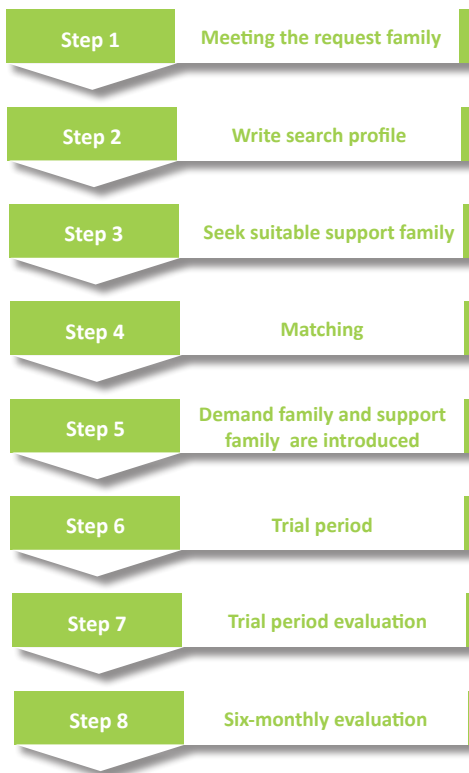 Step 1
Meeting the request family
Step 2
Write search profile
Step 3
Seek suitable support family
Step 4
Matching
Step 5
Demand family and support
family are introduced
Step 6
Trial period
Step 7
Trial period evaluation
Step 8
Six-monthly evaluation